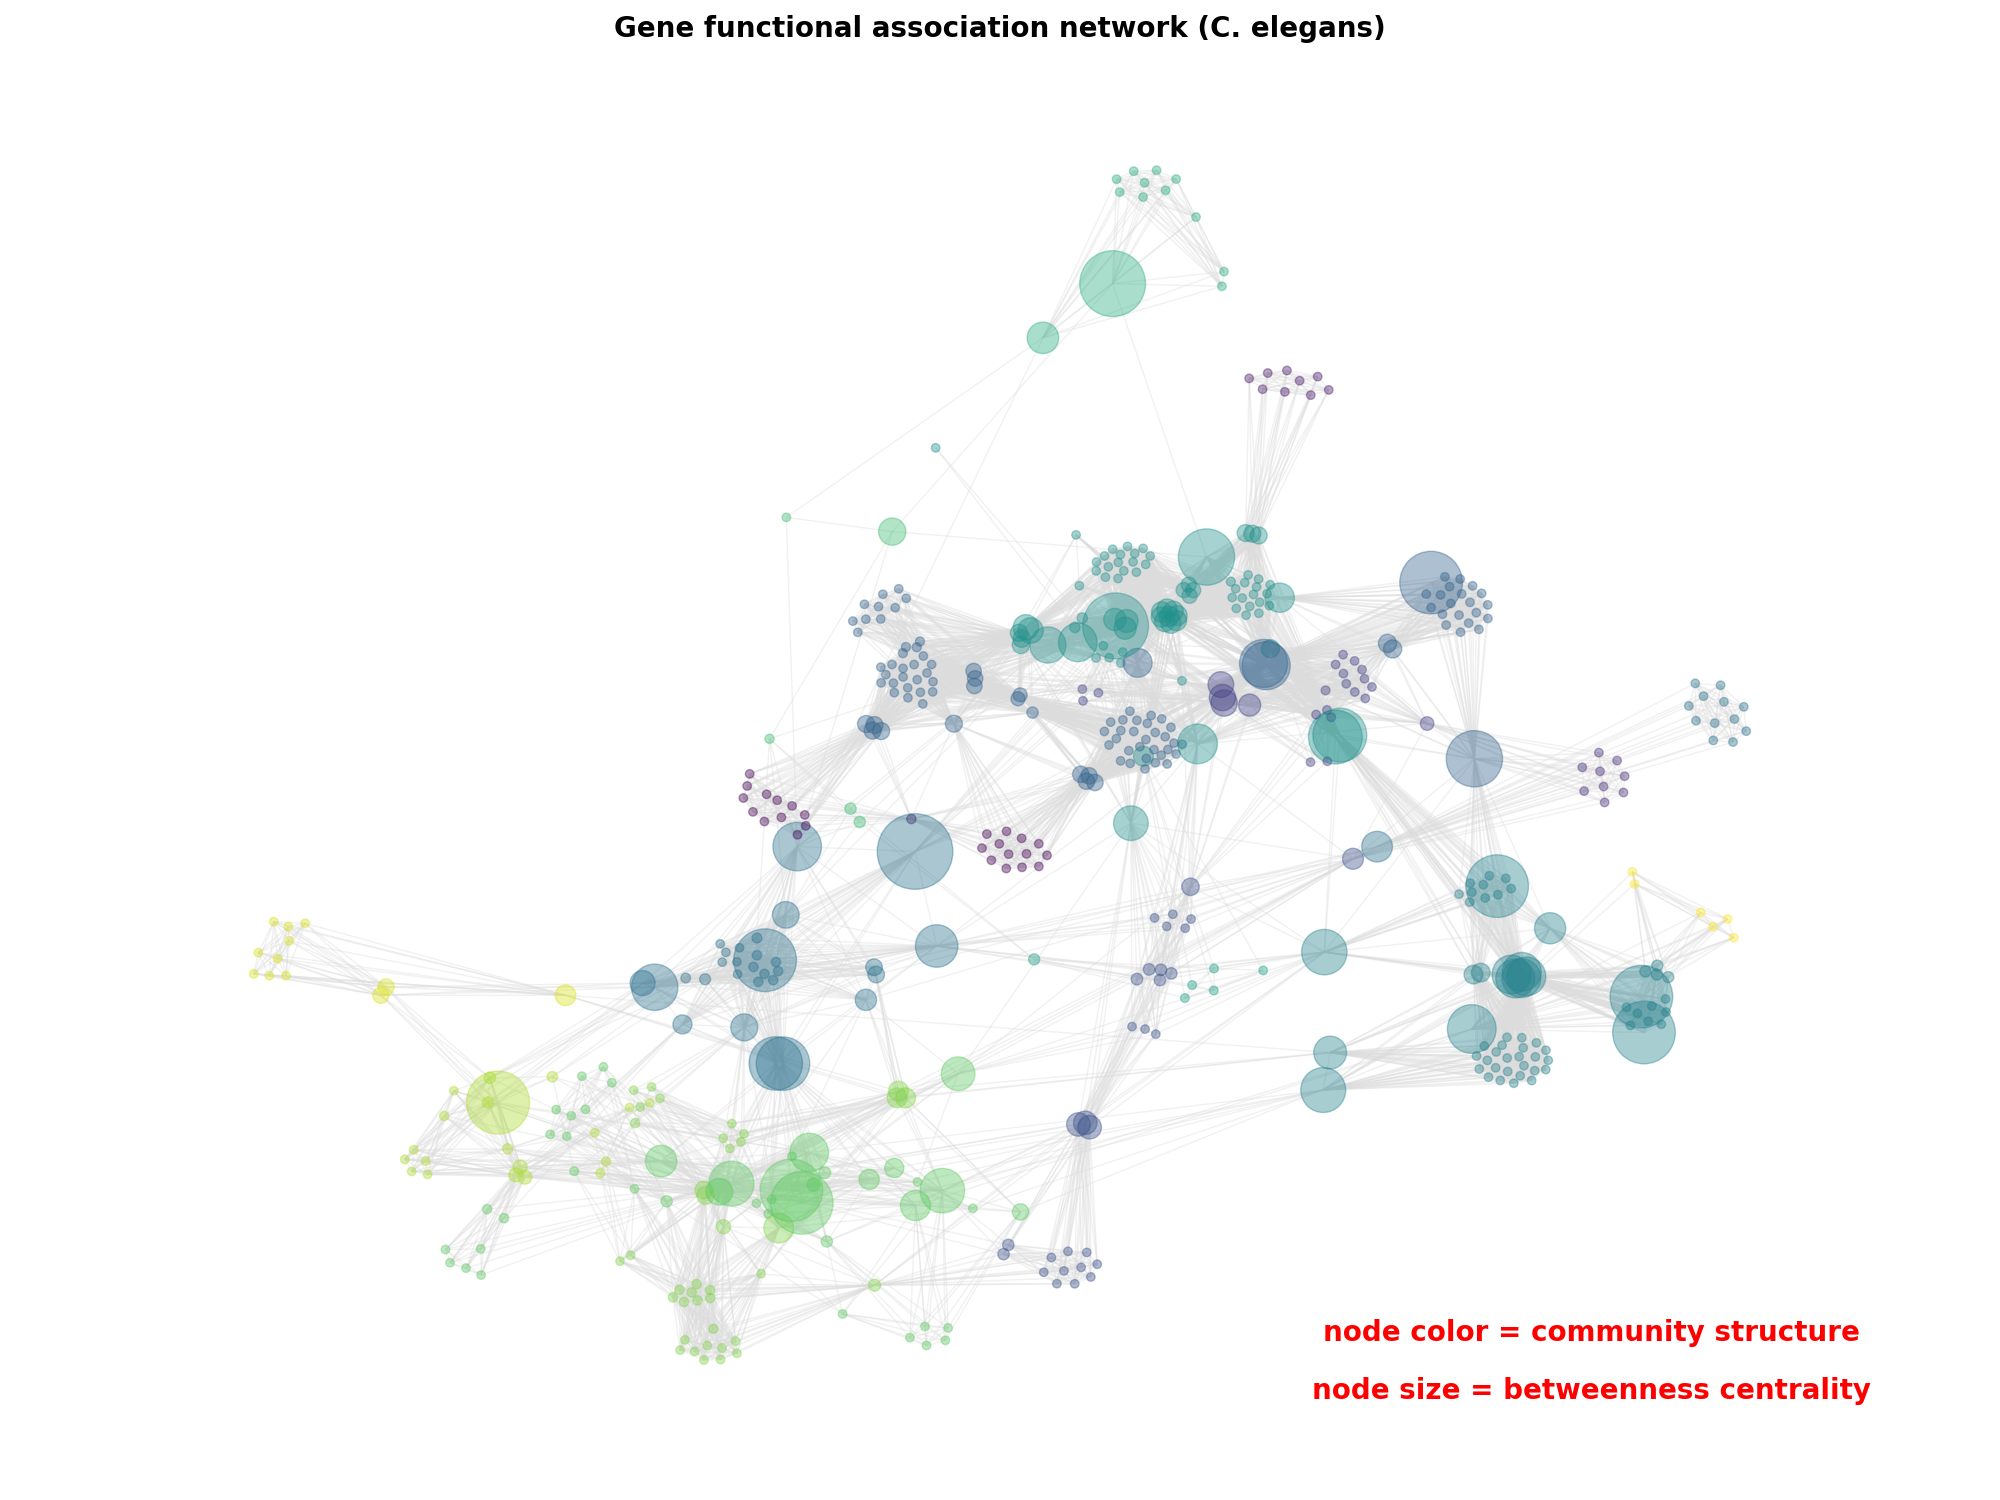 Gene functional association network (C. elegans)
node color = community structure
node size = betweenness centrality